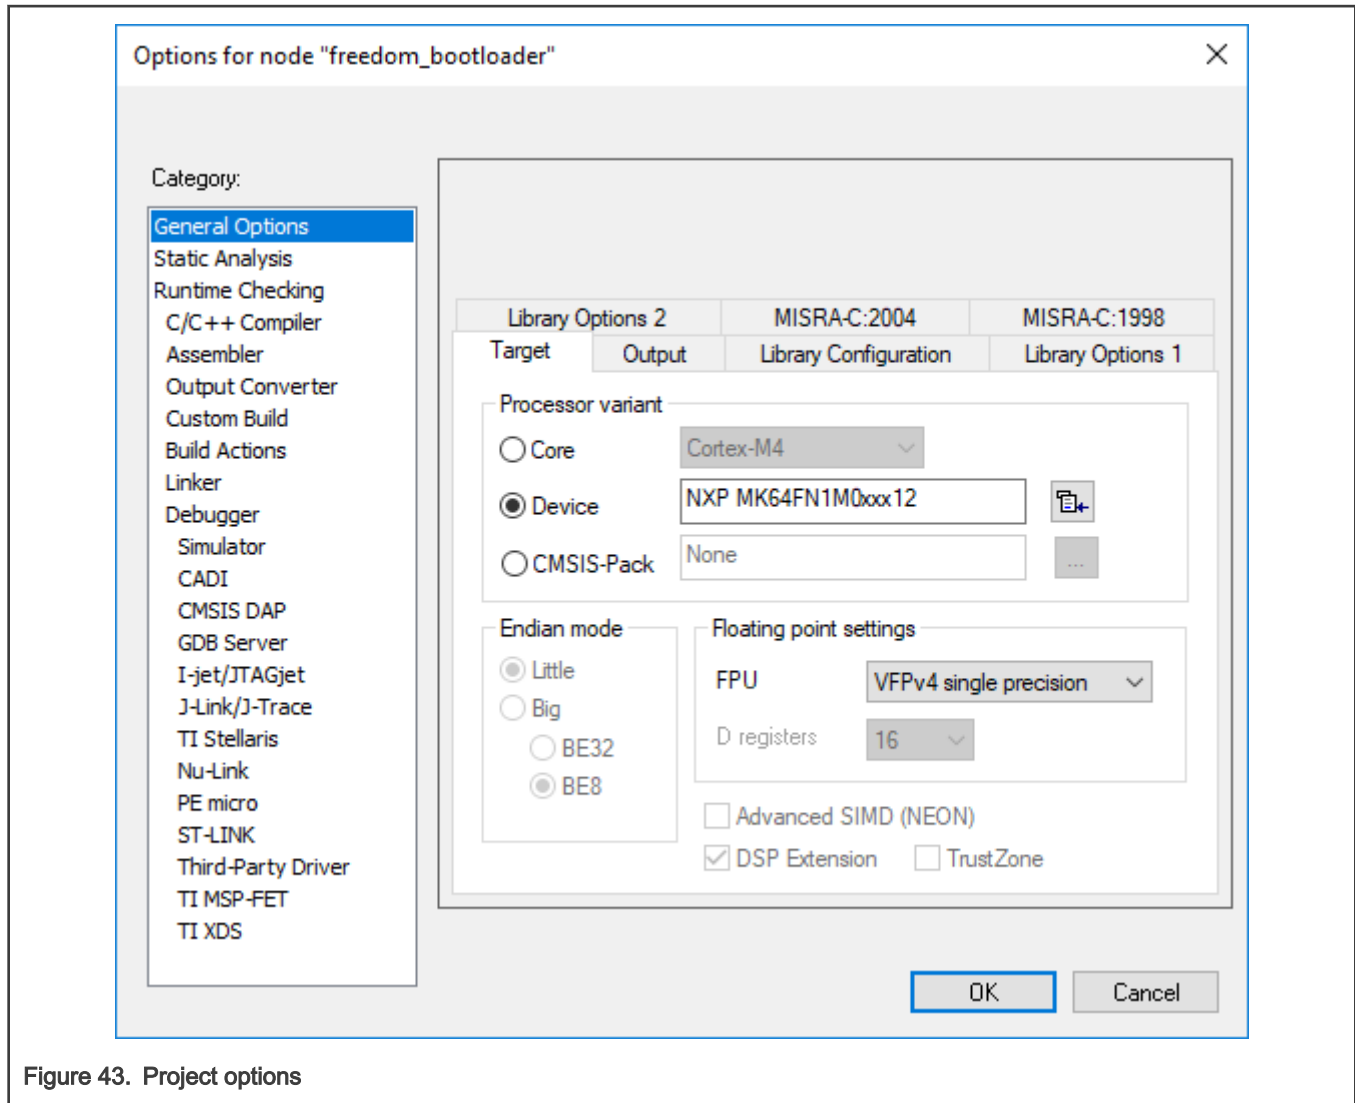 Options for node "freedom_bootloader"
Category:
General Options
Static Analysis
Runtime Checking
C/C++ Compiler
Assembler
Output Converter
Custom Build
Build Actions
Linker
Debugger
Simulator
CADI
CMSIS DAP
GDB Server
I-jet/JTAGjet
J-Link/J-Trace
TI Stellaris
Nu-Link
PE micro
ST-LINK
Third-Party Driver
TI MSP-FET
TI XDS
Library Options 2 MISRA-C:2004 MISRA-C:1998
Target Output Library Configuration Library Options 1
Processor variant
Core Cortex-M4
Device NXP MK64FN1M0xxx12
CMSIS-Pack None ...
Endian mode
Little
Big
BE32
BE8
Floating point settings
FPU VFPv4 single precision
D registers 16
Advanced SIMD (NEON)
DSP Extension TrustZone
OK Cancel
Figure 43. Project options